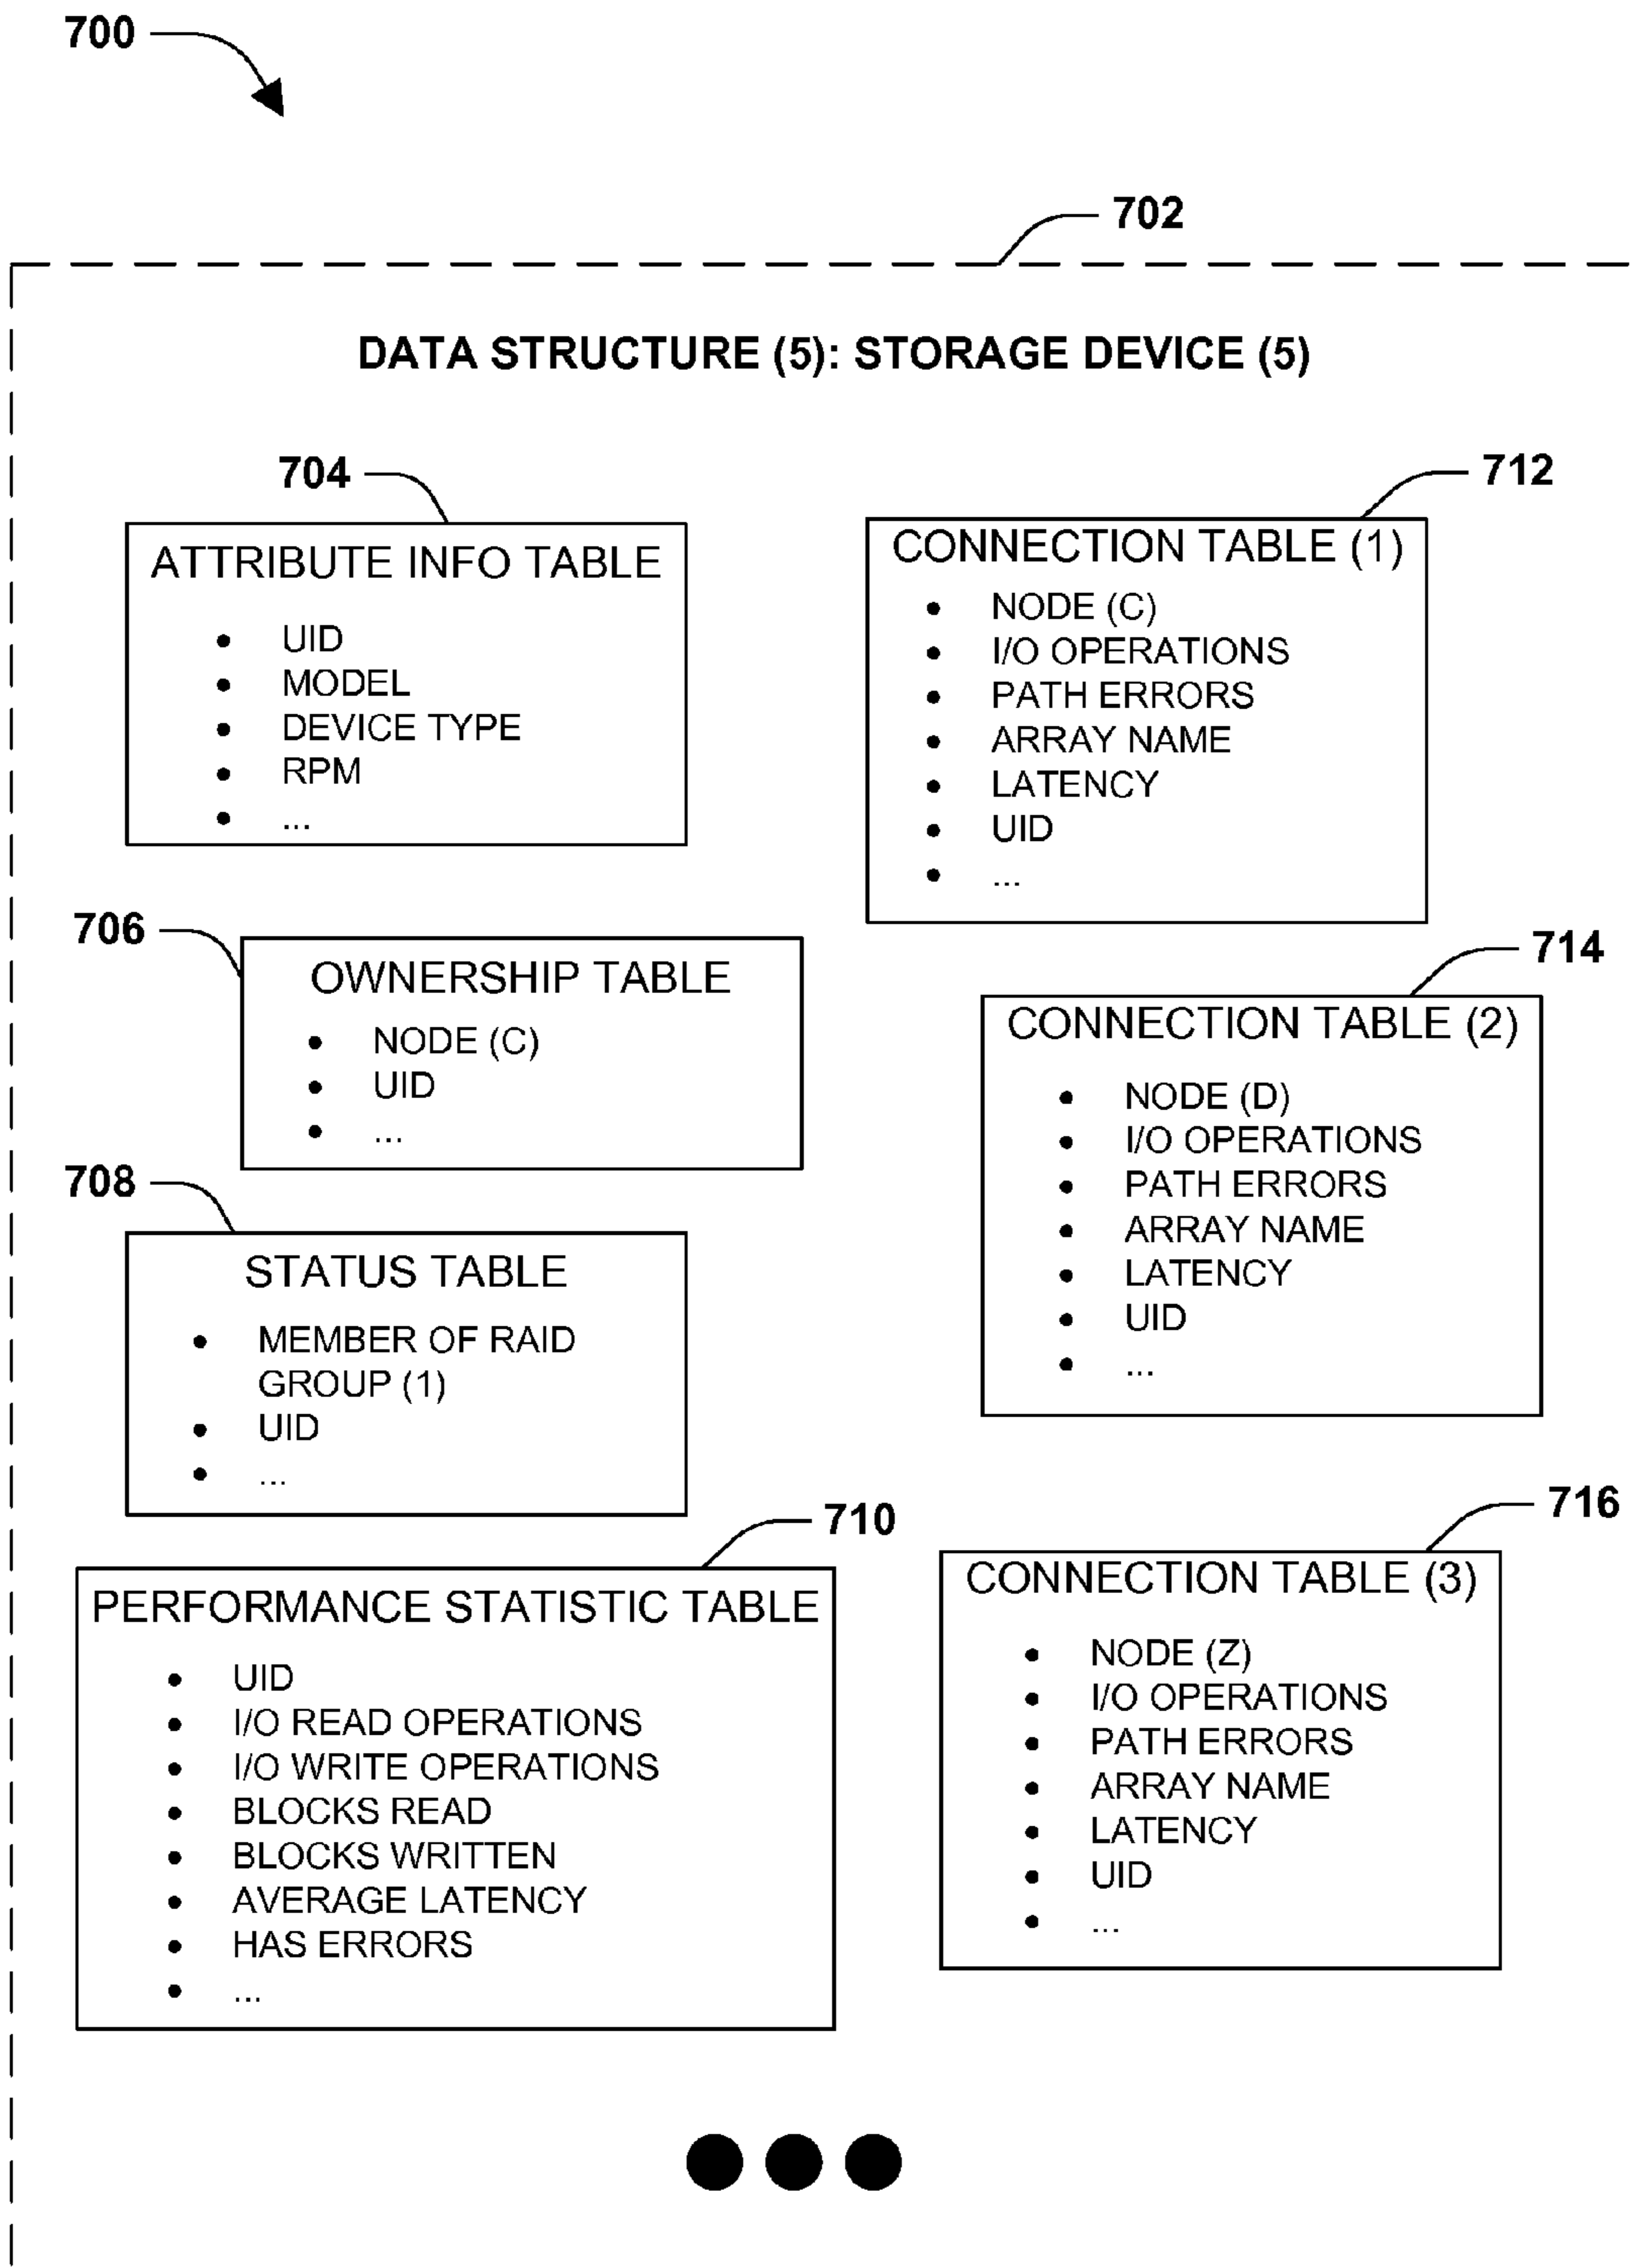 700
702
DATA STRUCTURE (5): STORAGE DEVICE (5)
704
ATTRIBUTE INFO TABLE
• UID
• MODEL
• DEVICE TYPE
• RPM
• ...
706
OWNERSHIP TABLE
• NODE (C)
• UID
• ...
708
STATUS TABLE
• MEMBER OF RAID
GROUP (1)
• UID
• ...
710
PERFORMANCE STATISTIC TABLE
• UID
• I/O READ OPERATIONS
• I/O WRITE OPERATIONS
• BLOCKS READ
• BLOCKS WRITTEN
• AVERAGE LATENCY
• HAS ERRORS
• ...
712
CONNECTION TABLE (1)
• NODE (C)
• I/O OPERATIONS
• PATH ERRORS
• ARRAY NAME
• LATENCY
• UID
• ...
714
CONNECTION TABLE (2)
• NODE (D)
• I/O OPERATIONS
• PATH ERRORS
• ARRAY NAME
• LATENCY
• UID
• ...
716
CONNECTION TABLE (3)
• NODE (Z)
• I/O OPERATIONS
• PATH ERRORS
• ARRAY NAME
• LATENCY
• UID
• ...